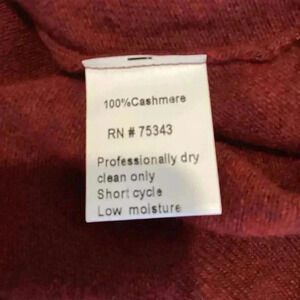 100%Cashmere
RN # 75343
Professionally dry
clean only
Short cycle
Low moisture